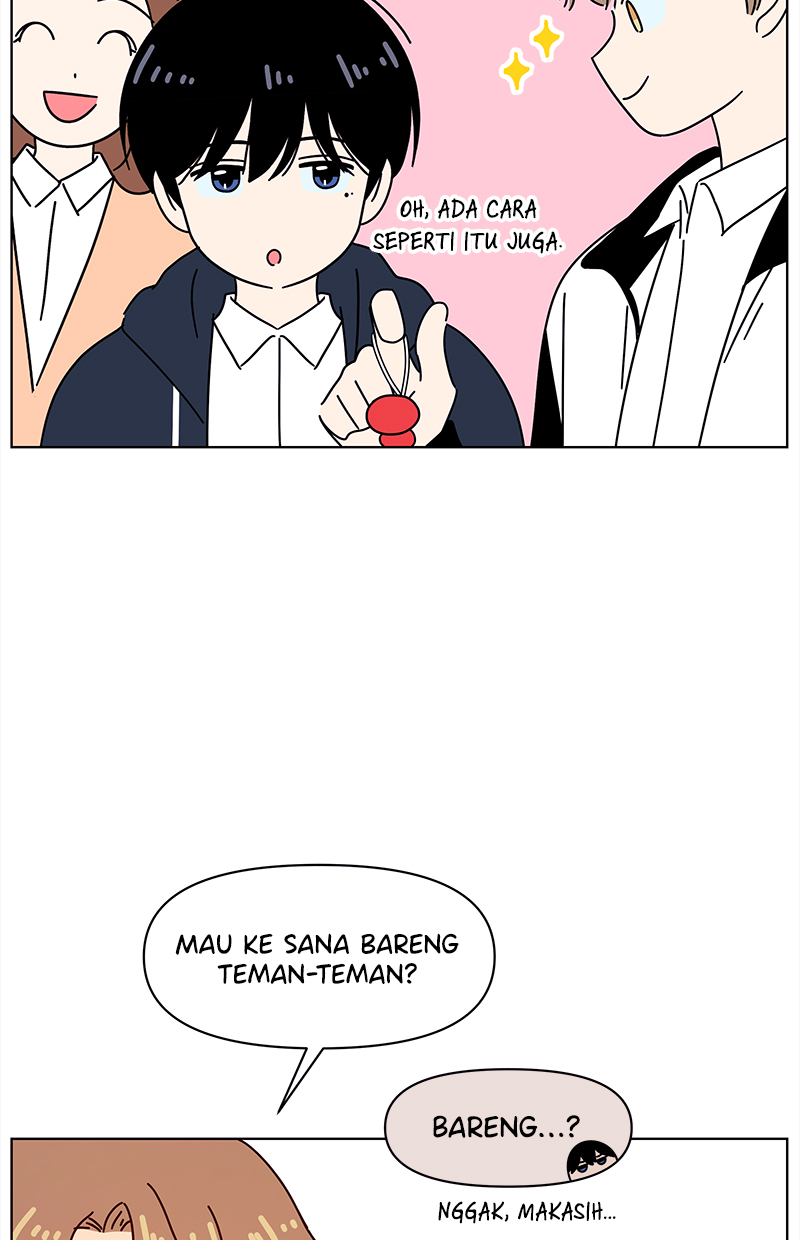 OH, ADA CARA
SEPERTI ITU JUGA.
MAU KE SANA BARENG
TEMAN-TEMAN?
BARENG...?
NGGAK, MAKASIH...